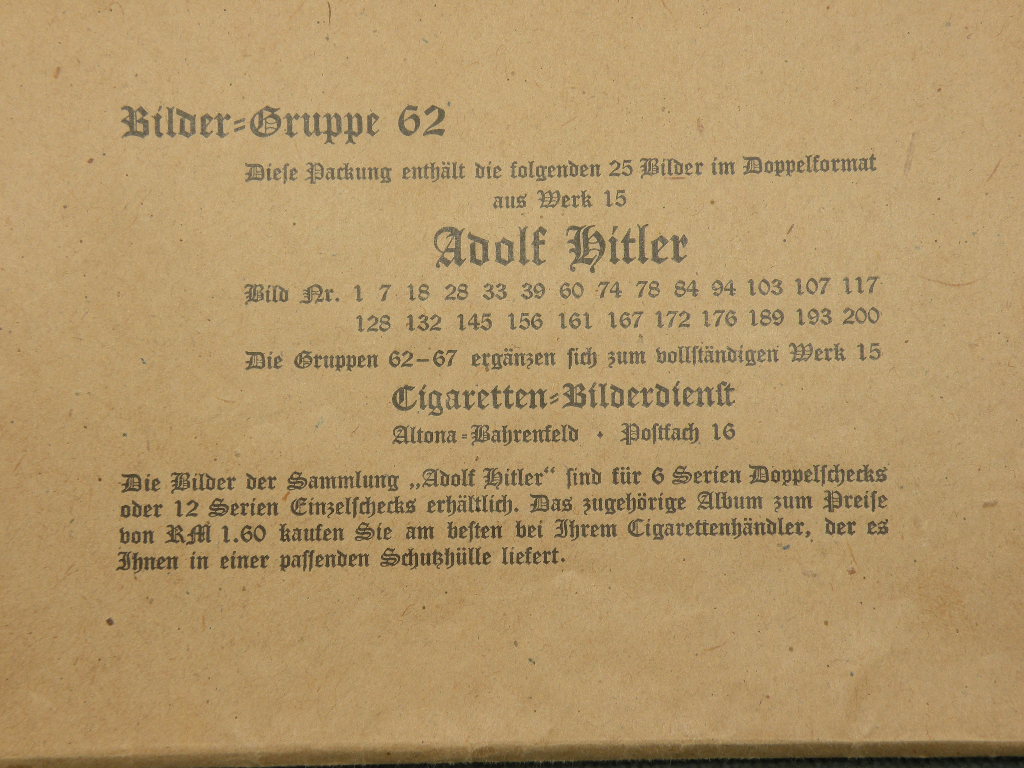 Bilder-Gruppe 62
Diese Packung enthält die folgenden 25 Bilder im Doppelformat
aus Werk 15
Adolf Hitler
Bild Nr. 1 7 18 28 33 39 60 74 78 84 94 103 107 117
128 132 145 156 161 167 172 176 189 193 200
Die Gruppen 62–67 ergänzen sich zum vollständigen Werk 15
Cigaretten-Bilderdienst
Altona-Bahrenfeld · Postfach 16
Die Bilder der Sammlung „Adolf Hitler“ sind für 6 Serien Doppelschecks
oder 12 Serien Einzelschecks erhältlich. Das zugehörige Album zum Preise
von RM 1.60 kaufen Sie am besten bei Ihrem Cigarettenhändler, der es
Ihnen in einer passenden Schutzhülle liefert.